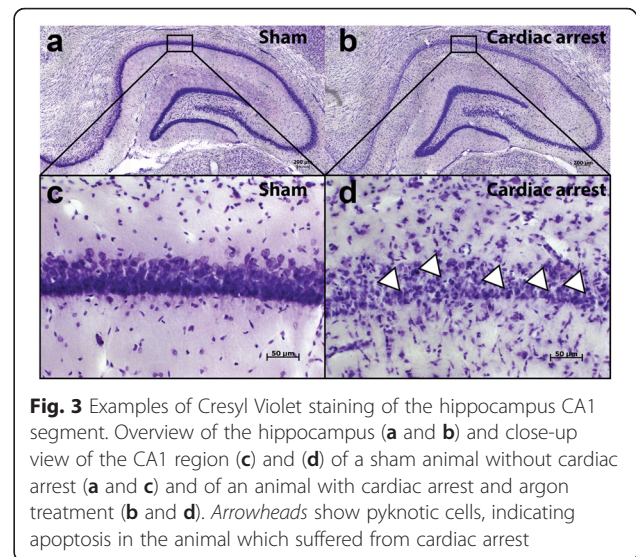 a Sham
b Cardiac arrest
200 µm
200 µm
c Sham
d Cardiac arrest
50 µm
50 µm
Fig. 3 Examples of Cresyl Violet staining of the hippocampus CA1
segment. Overview of the hippocampus (a and b) and close-up
view of the CA1 region (c) and (d) of a sham animal without cardiac
arrest (a and c) and of an animal with cardiac arrest and argon
treatment (b and d). Arrowheads show pyknotic cells, indicating
apoptosis in the animal which suffered from cardiac arrest